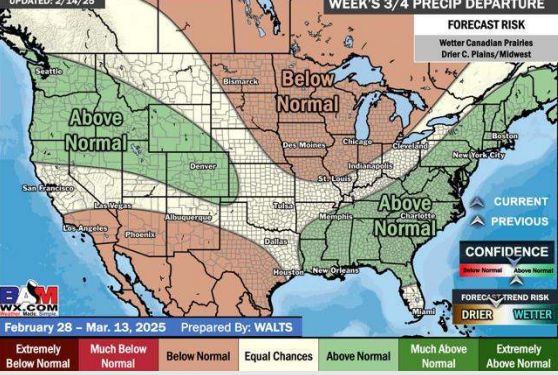 UPDATED: 2/14/25
WEEK'S 3/4 PRECIP DEPARTURE
FORECAST RISK
Wetter Canadian Prairies
Drier C. Plains/Midwest
Seattle
Bismarck
Below
Normal
Above
Normal
Des Moines
Chicago
Cleveland
Boston
New York City
Indianapolis
Denver
St. Louis
San Francisco
Las Vegas
Tulsa
Memphis
Above
Normal
Charlotte
Albuquerque
Los Angeles
Phoenix
Dallas
Houston
New Orleans
Miami
CURRENT
PREVIOUS
CONFIDENCE
Below Normal
Above Normal
FORECAST TREND RISK
DRIER
WETTER
BAM
WX.COM
Weather Made Simple.
February 28 – Mar. 13, 2025
Prepared By: WALTS
Extremely
Below Normal
Much Below
Normal
Below Normal
Equal Chances
Above Normal
Much Above
Normal
Extremely
Above Normal